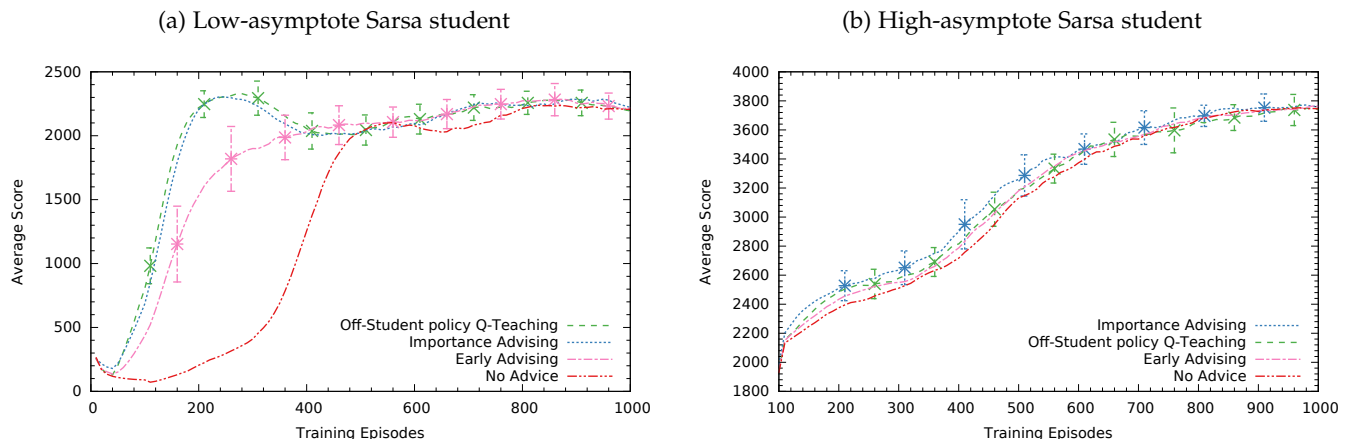 (a) Low-asymptote Sarsa student
2500
2000
1500
1000
500
0
Average Score
0 200 400 600 800 1000
Training Episodes
Off-Student policy Q-Teaching
Importance Advising
Early Advising
No Advice
(b) High-asymptote Sarsa student
4000
3800
3600
3400
3200
3000
2800
2600
2400
2200
2000
1800
Average Score
100 200 300 400 500 600 700 800 900 1000
Training Episodes
Importance Advising
Off-Student policy Q-Teaching
Early Advising
No Advice